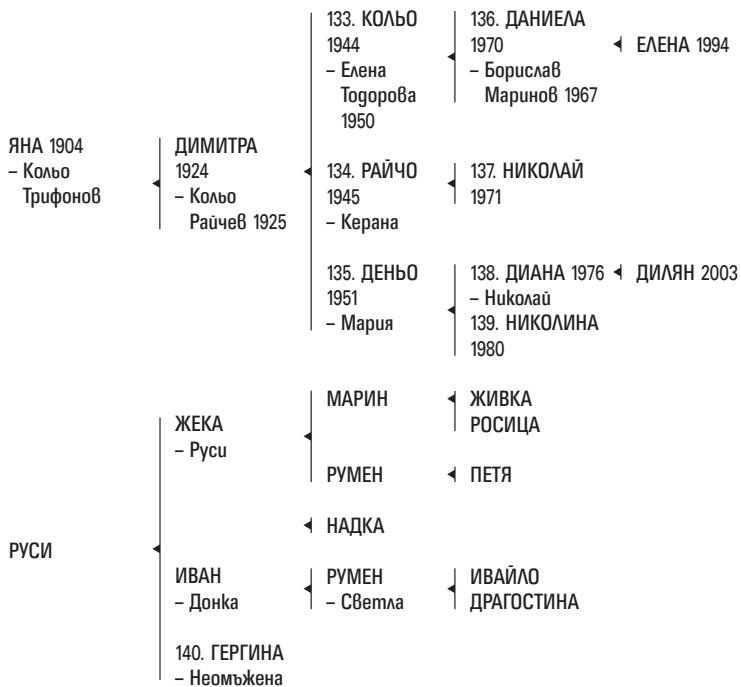 133. КОЛЬО
1944
– Елена
Тодорова
1950
136. ДАНИЕЛА
1970
– Борислав
Маринов 1967
ЕЛЕНА 1994
ЯНА 1904
– Кольо
Трифонов
ДИМИТРА
1924
– Кольо
Райчев 1925
134. РАЙЧО
1945
– Керана
137. НИКОЛАЙ
1971
135. ДЕНЬО
1951
– Мария
138. ДИАНА 1976
– Николай
139. НИКОЛИНА
1980
ДИЛЯН 2003
РУСИ
ЖЕКА
– Руси
МАРИН
ЖИВКА
РОСИЦА
РУМЕН
ПЕТЯ
НАДКА
ИВАН
– Донка
РУМЕН
– Светла
ИВАЙЛО
ДРАГОСТИНА
140. ГЕРГИНА
– Неомъжена